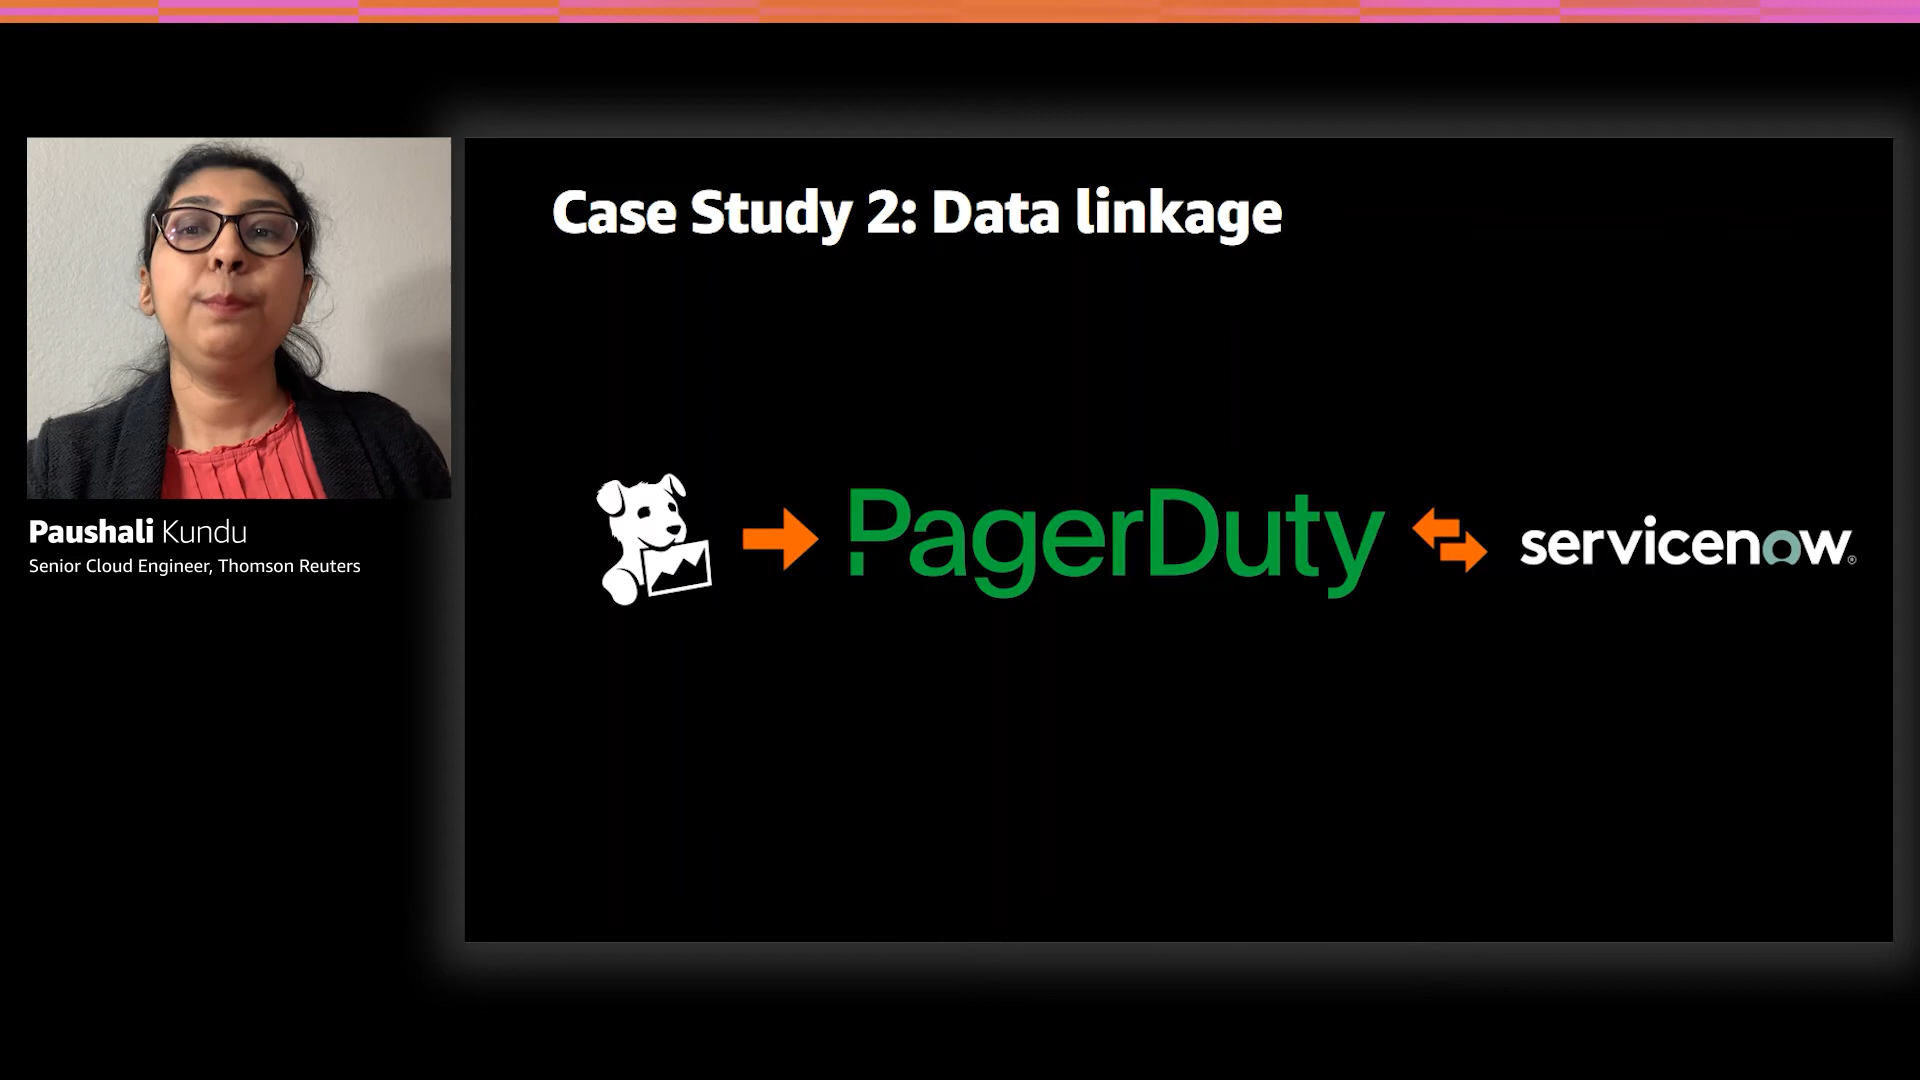 Case Study 2: Data linkage
PagerDuty
servicenow®
Paushali Kundu
Senior Cloud Engineer, Thomson Reuters